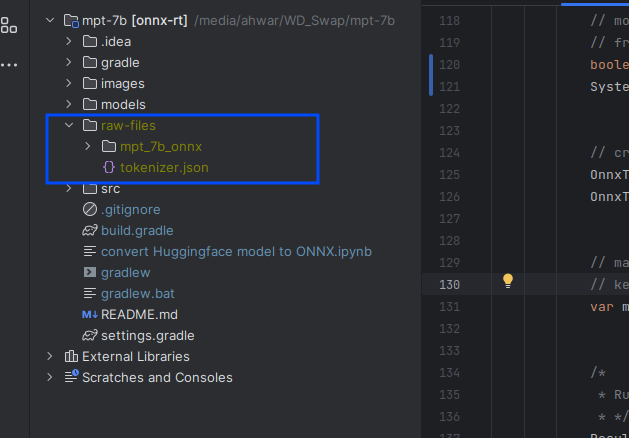 mpt-7b [onnx-rt] /media/ahwar/WD_Swap/mpt-7b
.idea
gradle
images
models
raw-files
mpt_7b_onnx
{} tokenizer.json
src
.gitignore
build.gradle
convert Huggingface model to ONNX.ipynb
gradlew
gradlew.bat
M↓ README.md
settings.gradle
External Libraries
Scratches and Consoles
118 // mo
119 // fr
120 boole
121 Syste
122
123
124 // cr
125 OnnxT
126 OnnxT
127
128
129 // ma
130 // ke
131 var m
132
133
134 /*
135 * Ru
136 * */
137 Resul